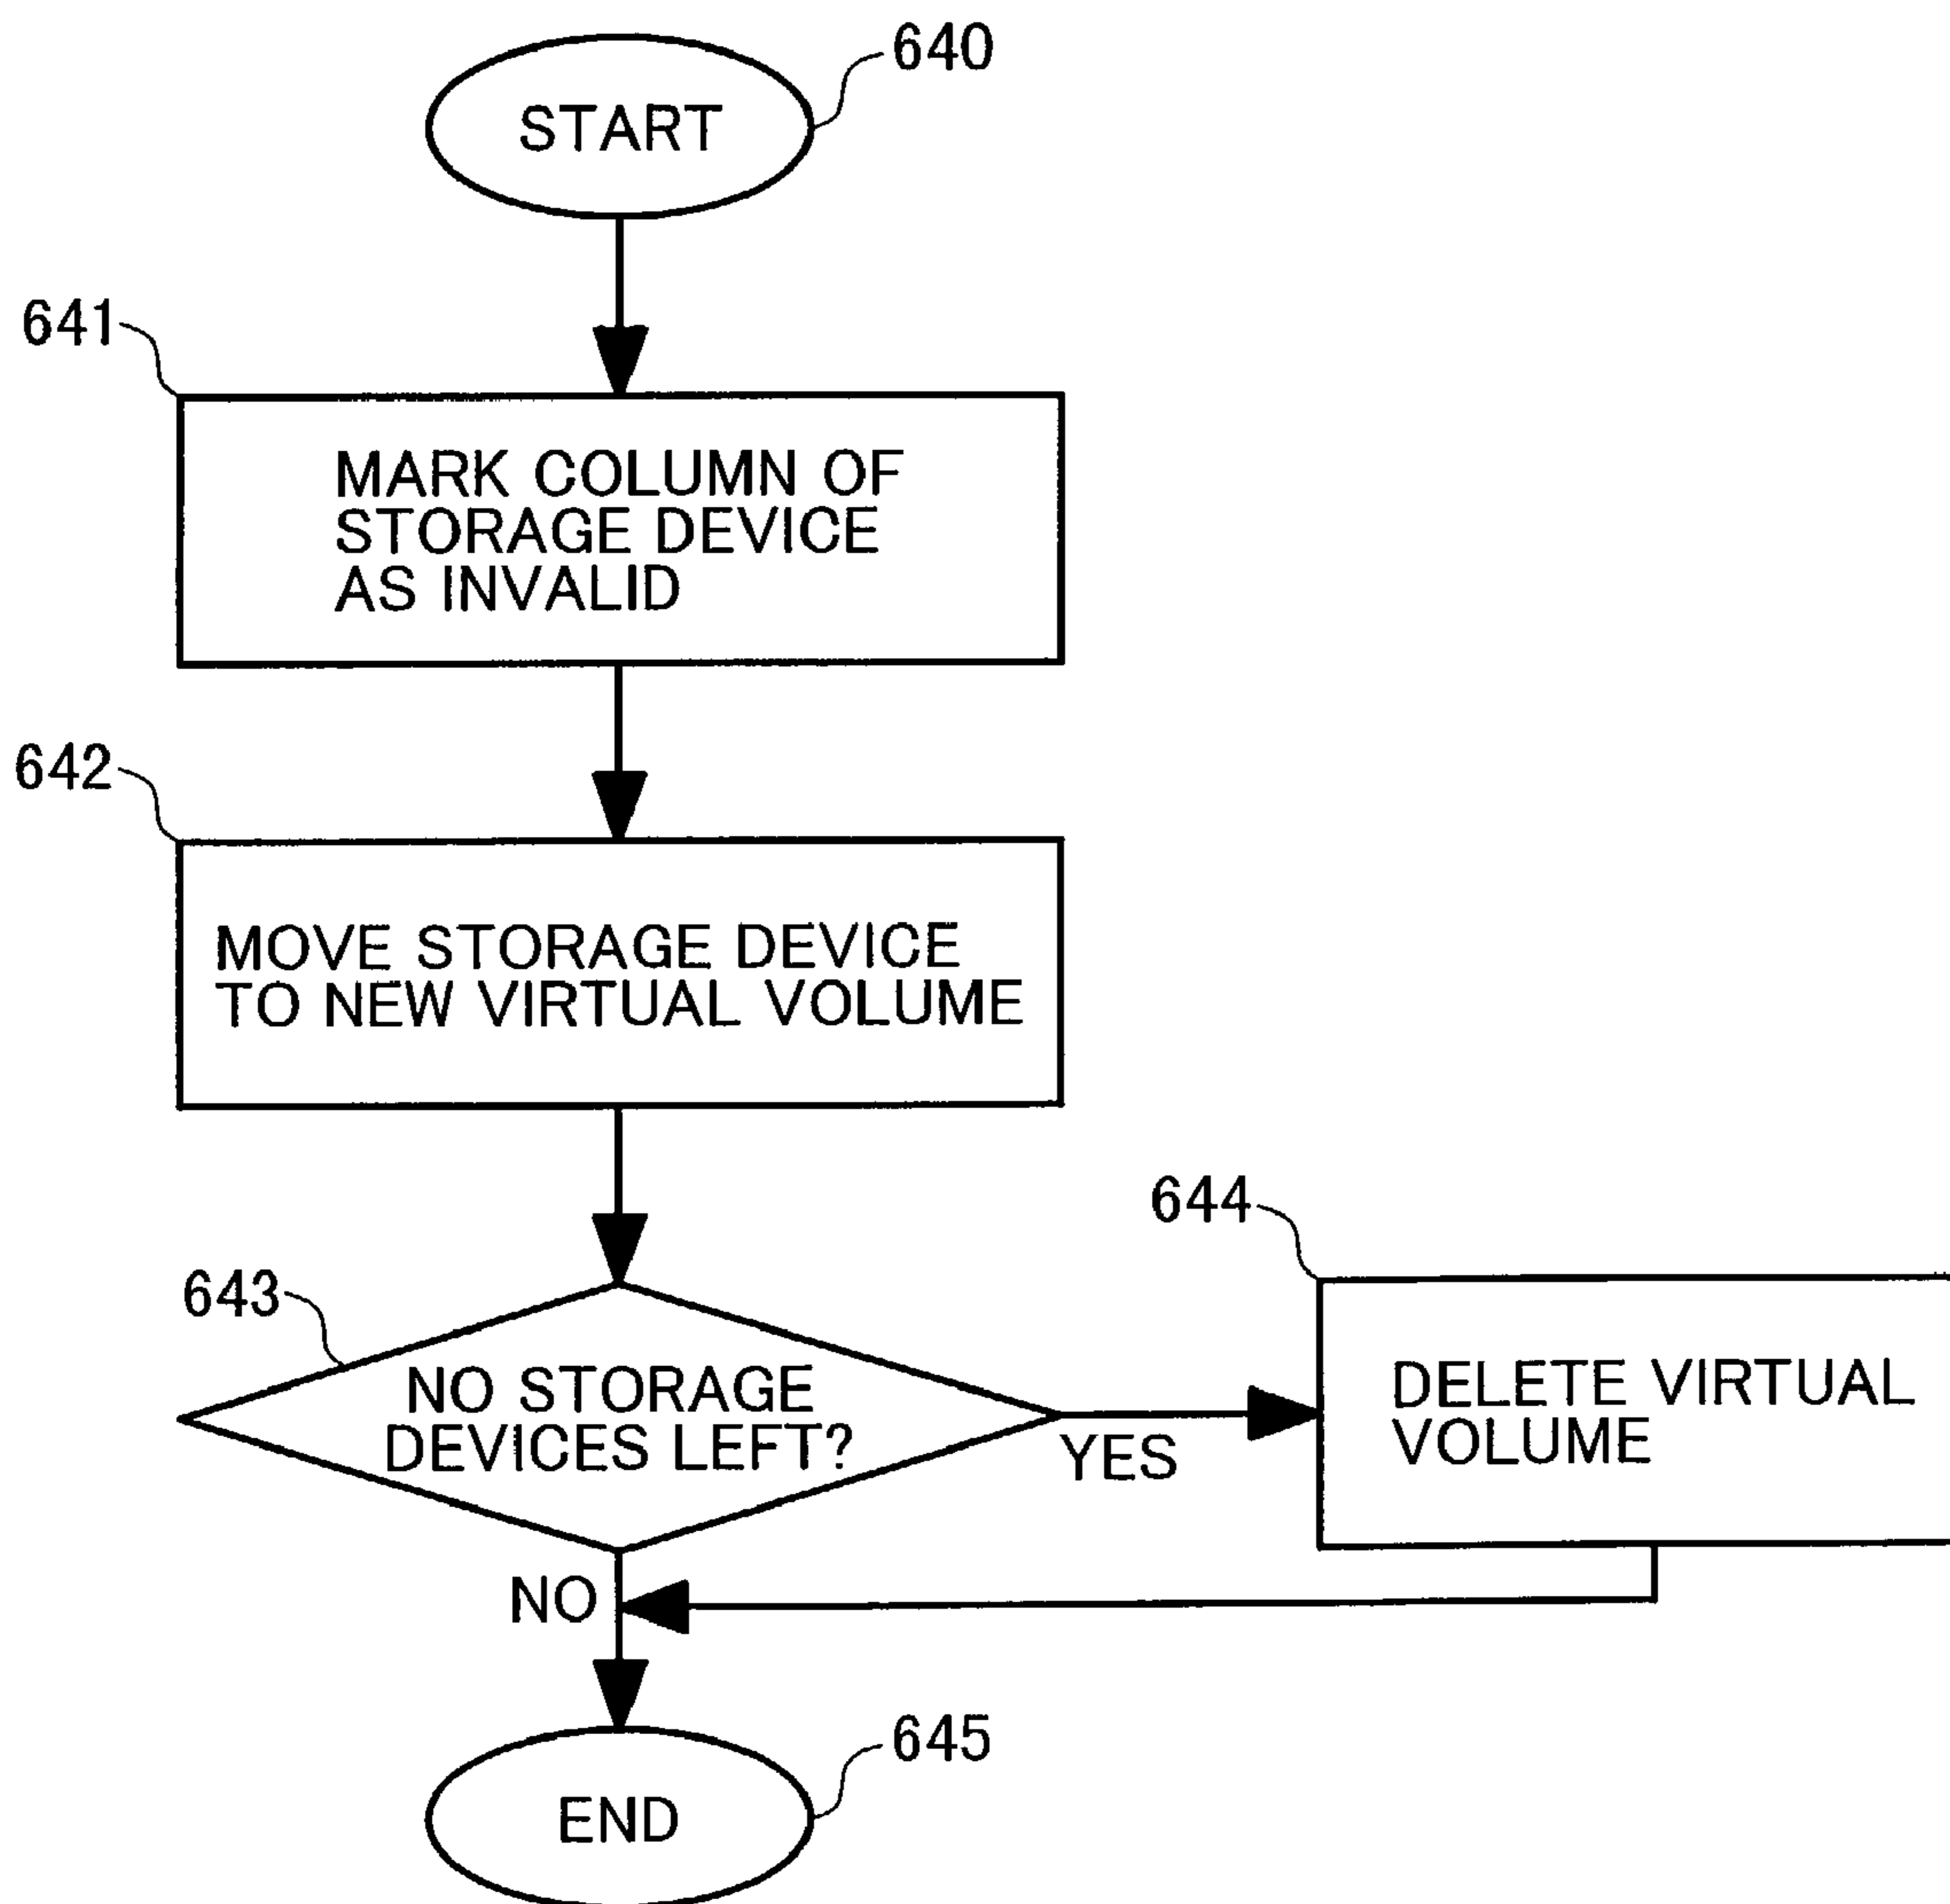 640
START
641
MARK COLUMN OF
STORAGE DEVICE
AS INVALID
642
MOVE STORAGE DEVICE
TO NEW VIRTUAL VOLUME
643
NO STORAGE
DEVICES LEFT?
YES
644
DELETE VIRTUAL
VOLUME
NO
645
END